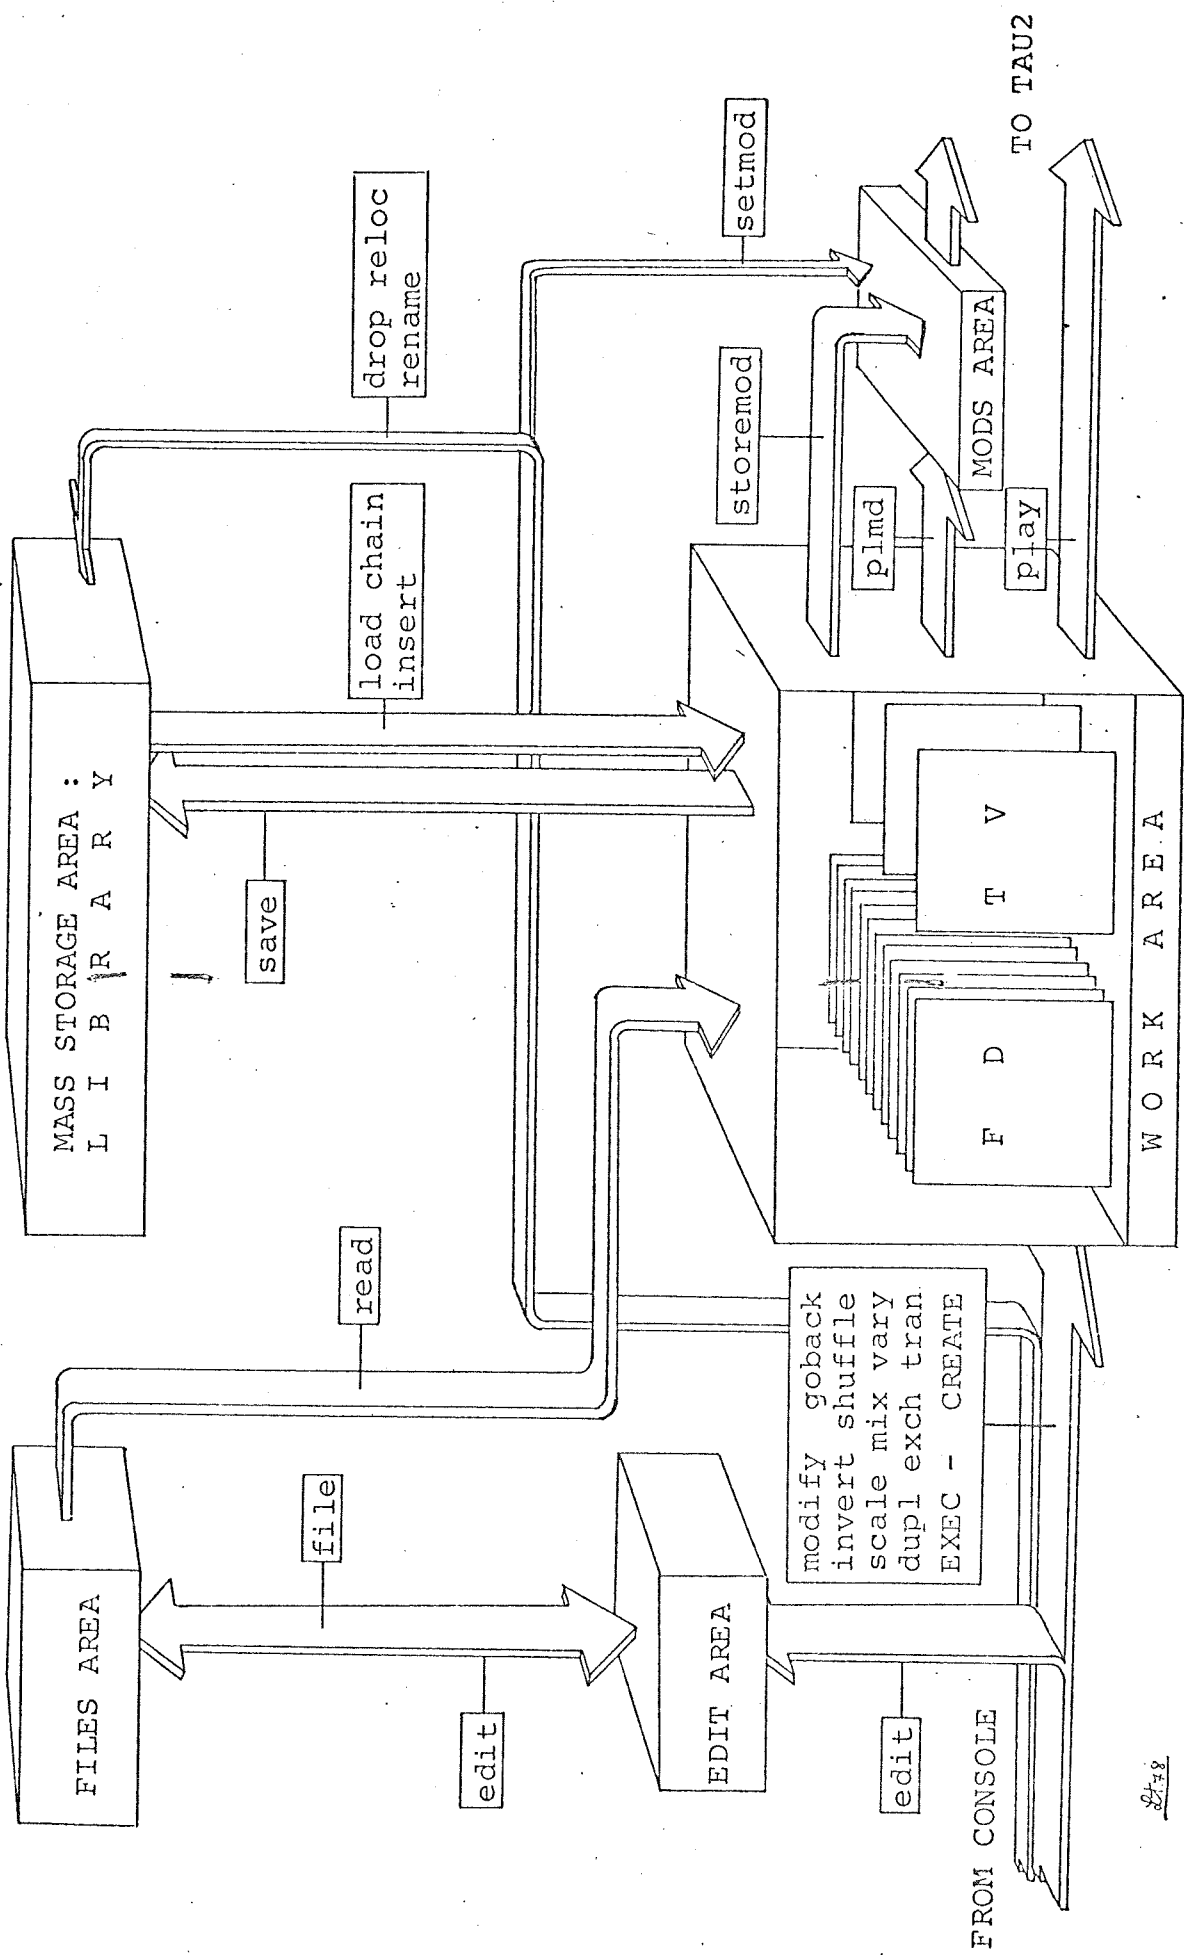 FILES AREA
MASS STORAGE AREA :
L I B R A R Y
file
read
save
load chain
insert
drop reloc
rename
edit
EDIT AREA
edit
FROM CONSOLE
modify goback
invert shuffle
scale mix vary
dupl exch tran
EXEC - CREATE
F D
T V
W O R K A R E A
storemod
setmod
plmd
play
MODS AREA
TO TAU2